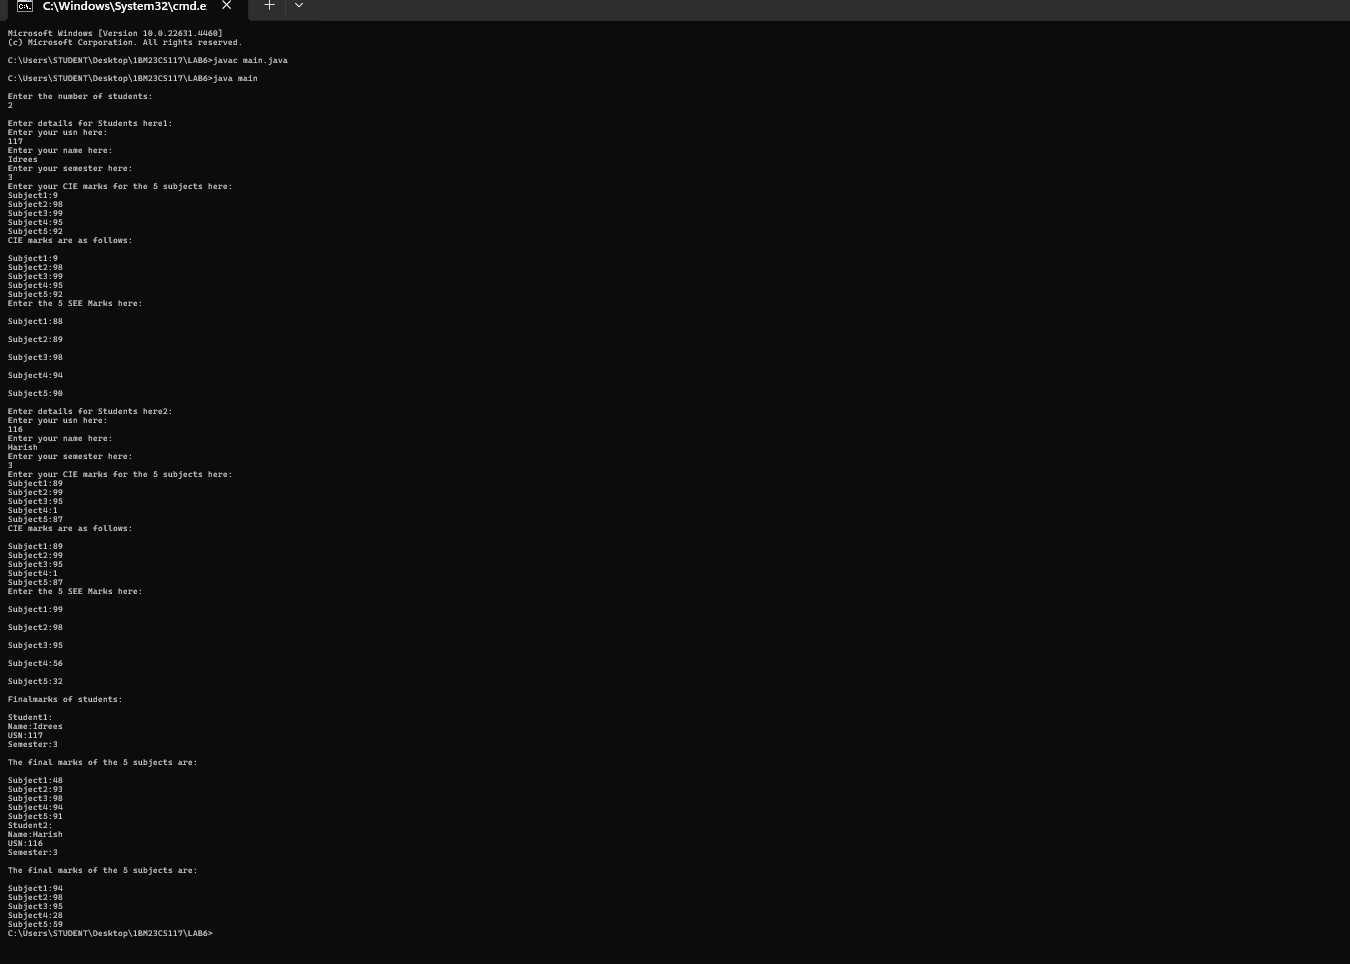 C:\Windows\System32\cmd.e
Microsoft Windows [Version 10.0.22631.4460]
(c) Microsoft Corporation. All rights reserved.
C:\Users\STUDENT\Desktop\1BM23CS117\LAB6>javac main.java
C:\Users\STUDENT\Desktop\1BM23CS117\LAB6>java main
Enter the number of students:
2
Enter details for Students here1:
Enter your usn here:
117
Enter your name here:
Idrees
Enter your semester here:
3
Enter your CIE marks for the 5 subjects here:
Subject1:9
Subject2:98
Subject3:99
Subject4:95
Subject5:92
CIE marks are as follows:
Subject1:9
Subject2:98
Subject3:99
Subject4:95
Subject5:92
Enter the 5 SEE Marks here:
Subject1:88
Subject2:89
Subject3:98
Subject4:94
Subject5:90
Enter details for Students here2:
Enter your usn here:
116
Enter your name here:
Harish
Enter your semester here:
3
Enter your CIE marks for the 5 subjects here:
Subject1:89
Subject2:99
Subject3:95
Subject4:1
Subject5:87
CIE marks are as follows:
Subject1:89
Subject2:99
Subject3:95
Subject4:1
Subject5:87
Enter the 5 SEE Marks here:
Subject1:99
Subject2:98
Subject3:95
Subject4:56
Subject5:32
Finalmarks of students:
Student1:
Name:Idrees
USN:117
Semester:3
The final marks of the 5 subjects are:
Subject1:48
Subject2:93
Subject3:98
Subject4:94
Subject5:91
Student2:
Name:Harish
USN:116
Semester:3
The final marks of the 5 subjects are:
Subject1:94
Subject2:98
Subject3:95
Subject4:28
Subject5:59
C:\Users\STUDENT\Desktop\1BM23CS117\LAB6>